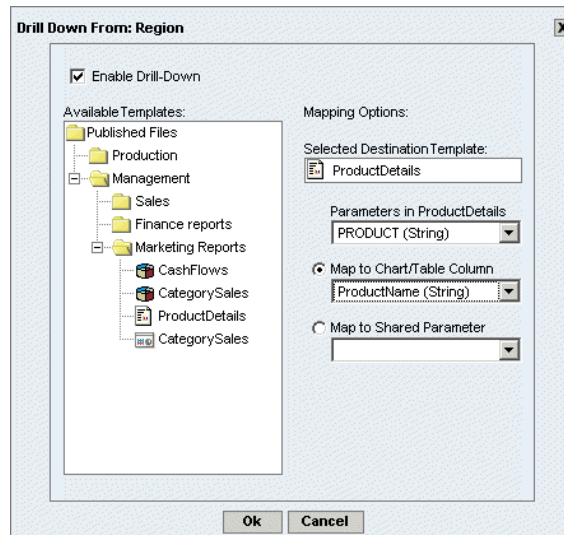 Drill Down From: Region
X
Enable Drill-Down
Available Templates:
Published Files
Production
Management
Sales
Finance reports
Marketing Reports
CashFlows
CategorySales
ProductDetails
CategorySales
Mapping Options:
Selected Destination Template:
ProductDetails
Parameters in ProductDetails
PRODUCT (String)
Map to Chart/Table Column
ProductName (String)
Map to Shared Parameter
Ok
Cancel